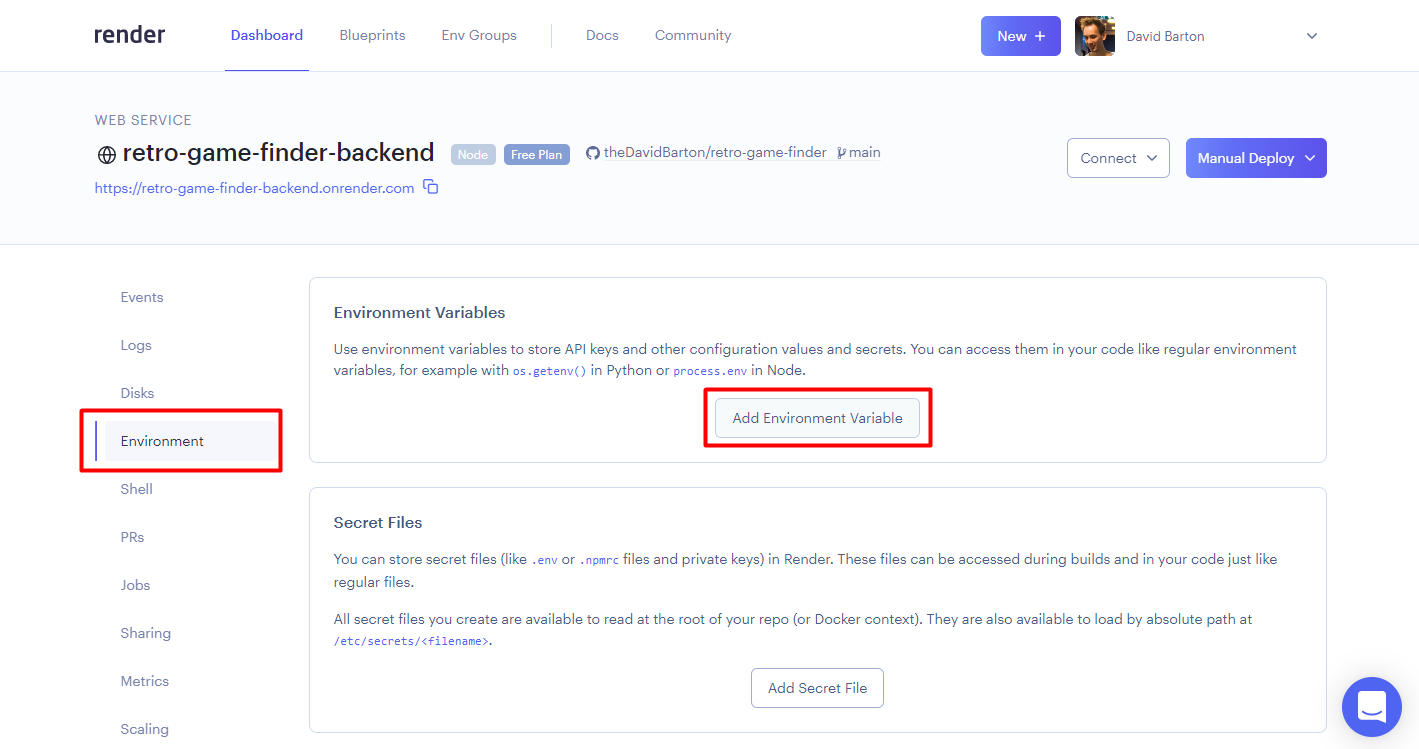 render
Dashboard
Blueprints
Env Groups
Docs
Community
New +
David Barton
WEB SERVICE
retro-game-finder-backend
Node
Free Plan
theDavidBarton/retro-game-finder
main
https://retro-game-finder-backend.onrender.com
Connect
Manual Deploy
Events
Logs
Disks
Environment
Shell
PRs
Jobs
Sharing
Metrics
Scaling
Environment Variables
Use environment variables to store API keys and other configuration values and secrets. You can access them in your code like regular environment
variables, for example with os.getenv() in Python or process.env in Node.
Add Environment Variable
Secret Files
You can store secret files (like .env or .npmrc files and private keys) in Render. These files can be accessed during builds and in your code just like
regular files.
All secret files you create are available to read at the root of your repo (or Docker context). They are also available to load by absolute path at
/etc/secrets/<filename>.
Add Secret File